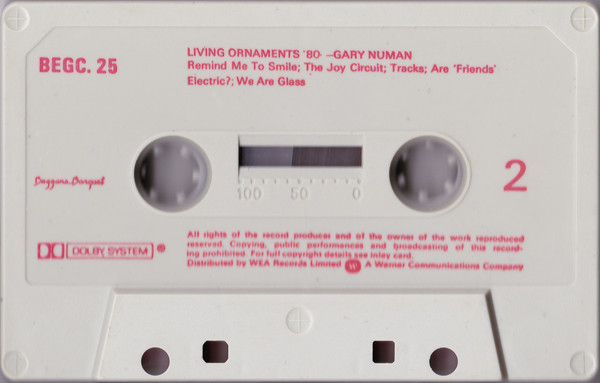 LIVING ORNAMENTS '80 -GARY NUMAN
BEGC. 25
Remind Me To Smile; The Joy Circuit; Tracks; Are 'Friends'
Electric?; We Are Glass
Beggars Banquet
2
100 50 0
All rights of the record producer and of the owner of the work reproduced
reserved. Copying, public performances and broadcasting of this record-
ing prohibited. For full copyright details see inlay card.
DOLBY SYSTEM ®
Distributed by WEA Records Limited W A Warner Communications Company